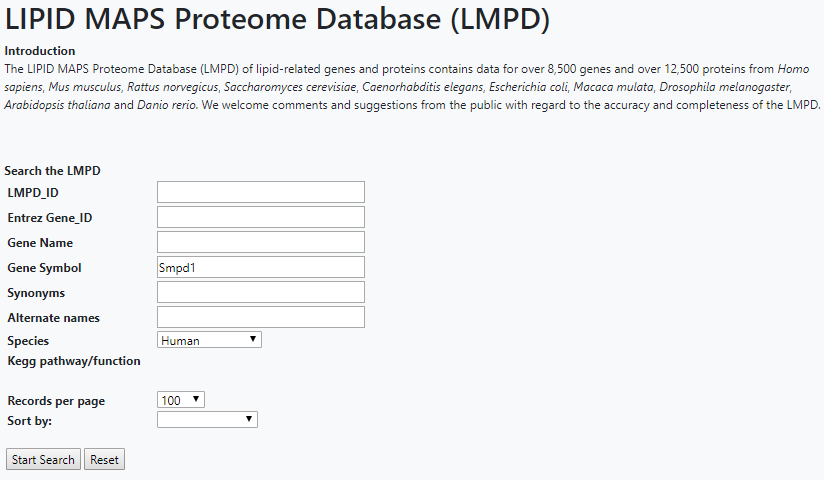 LIPID MAPS Proteome Database (LMPD)
Introduction
The LIPID MAPS Proteome Database (LMPD) of lipid-related genes and proteins contains data for over 8,500 genes and over 12,500 proteins from Homo
sapiens, Mus musculus, Rattus norvegicus, Saccharomyces cerevisiae, Caenorhabditis elegans, Escherichia coli, Macaca mulata, Drosophila melanogaster,
Arabidopsis thaliana and Danio rerio. We welcome comments and suggestions from the public with regard to the accuracy and completeness of the LMPD.
Search the LMPD
LMPD_ID
Entrez Gene_ID
Gene Name
Gene Symbol Smpd1
Synonyms
Alternate names
Species Human
Kegg pathway/function
Records per page 100
Sort by:
Start Search Reset